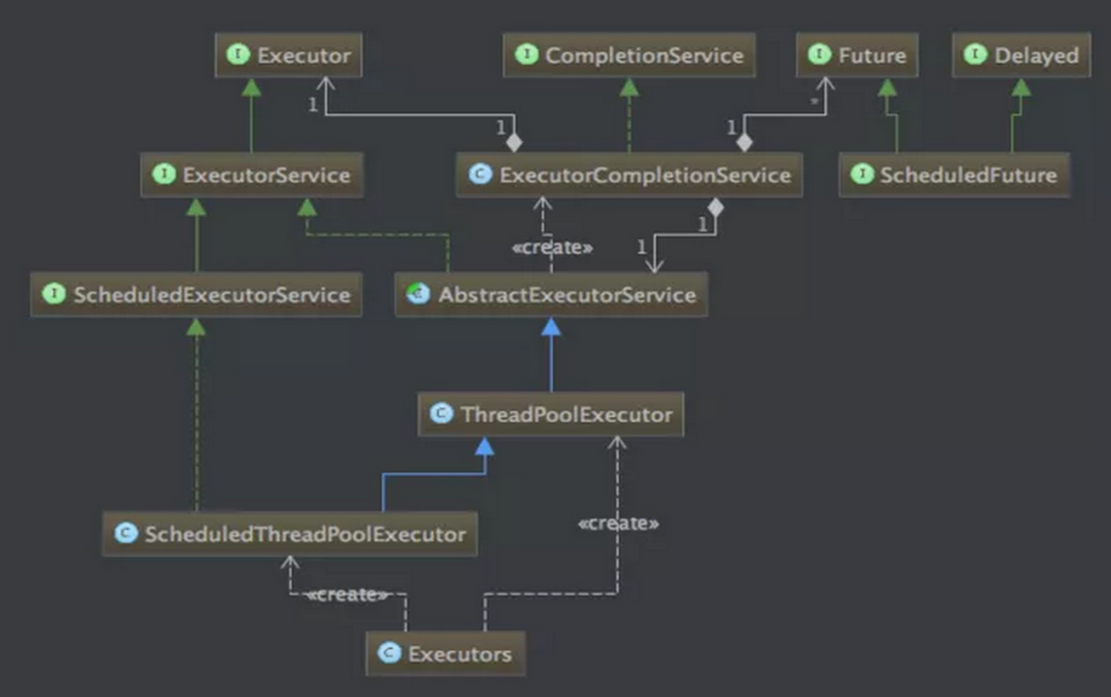 I Executor
I CompletionService
I Future
I Delayed
1
1
1
*
I ExecutorService
C ExecutorCompletionService
I ScheduledFuture
«create»
1
1
I ScheduledExecutorService
C AbstractExecutorService
C ThreadPoolExecutor
C ScheduledThreadPoolExecutor
«create»
«create»
C Executors